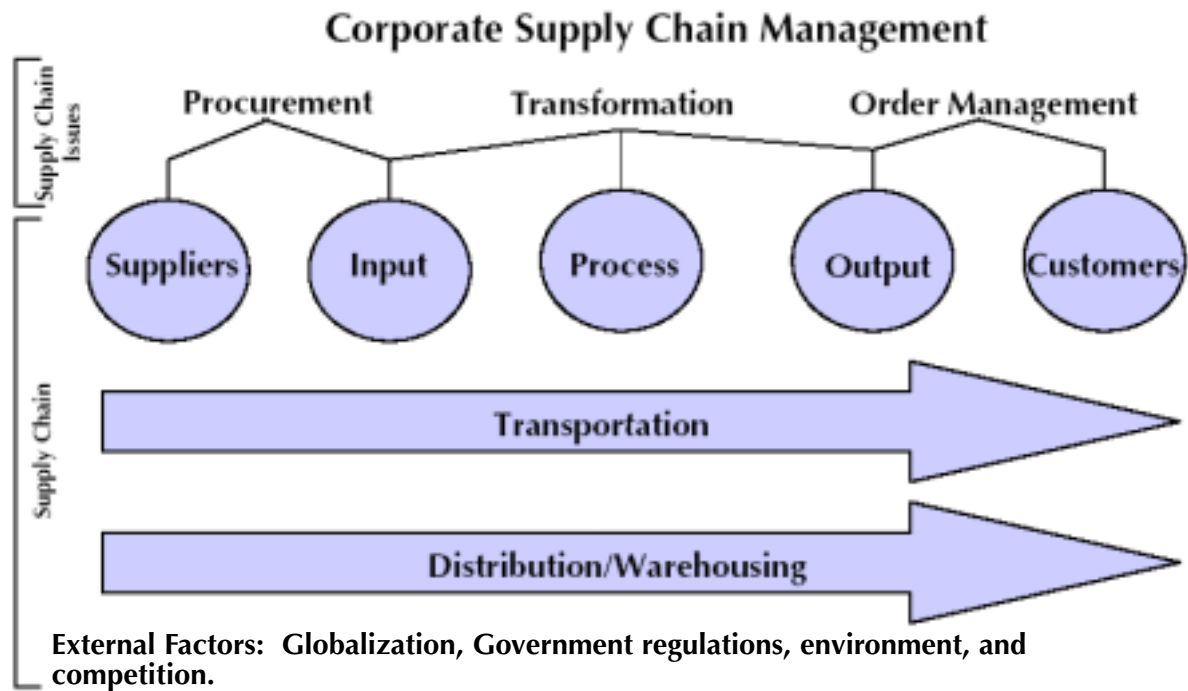 Corporate Supply Chain Management
Supply Chain
Issues
Procurement
Transformation
Order Management
Suppliers
Input
Process
Output
Customers
Supply Chain
Transportation
Distribution/Warehousing
External Factors: Globalization, Government regulations, environment, and
competition.